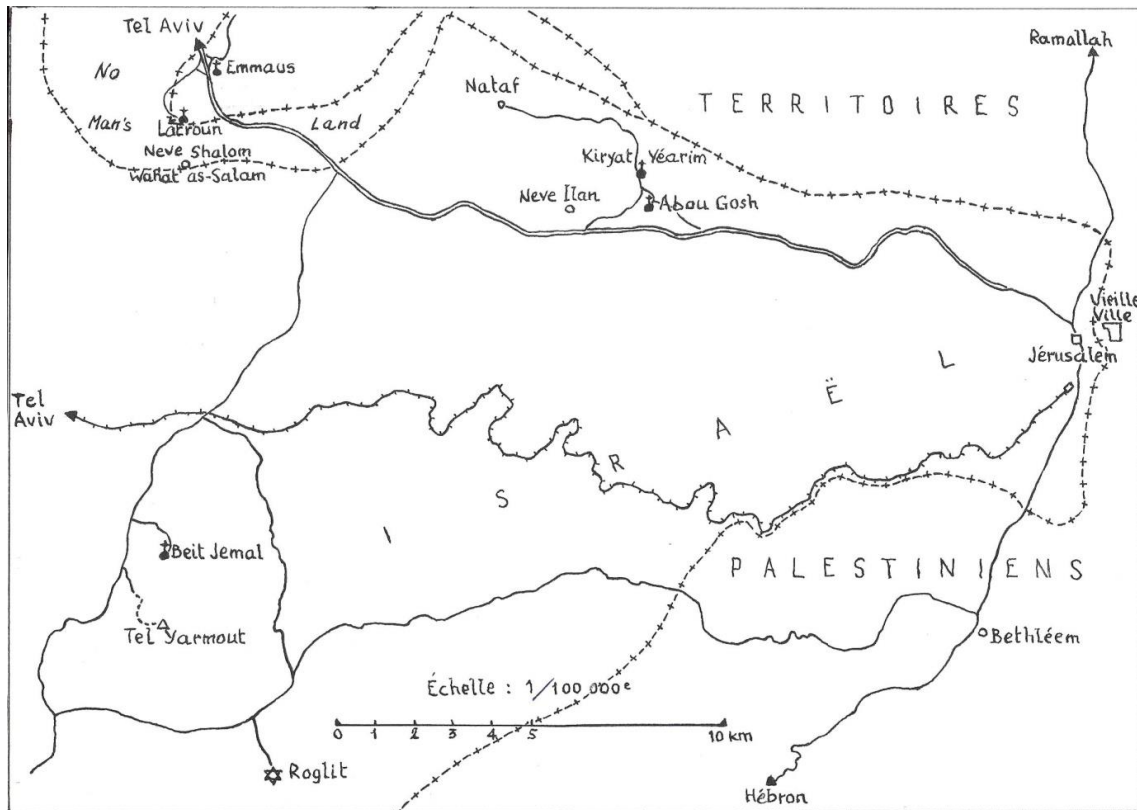 Tel Aviv
Ramallah
No
Emmaus
Nataf
TERRITOIRES
Man's
Latroun
Land
Neve Shalom
Wahat as-Salam
Kiryat Yéarim
Neve Ilan
Abou Gosh
Vieille
Ville
Jérusalem
Tel
Aviv
ISRAËL
Beit Jemal
PALESTINIENS
Tel Yarmout
Bethléem
Échelle : 1/100 000e
0 1 2 3 4 5 10 km
Roglit
Hébron